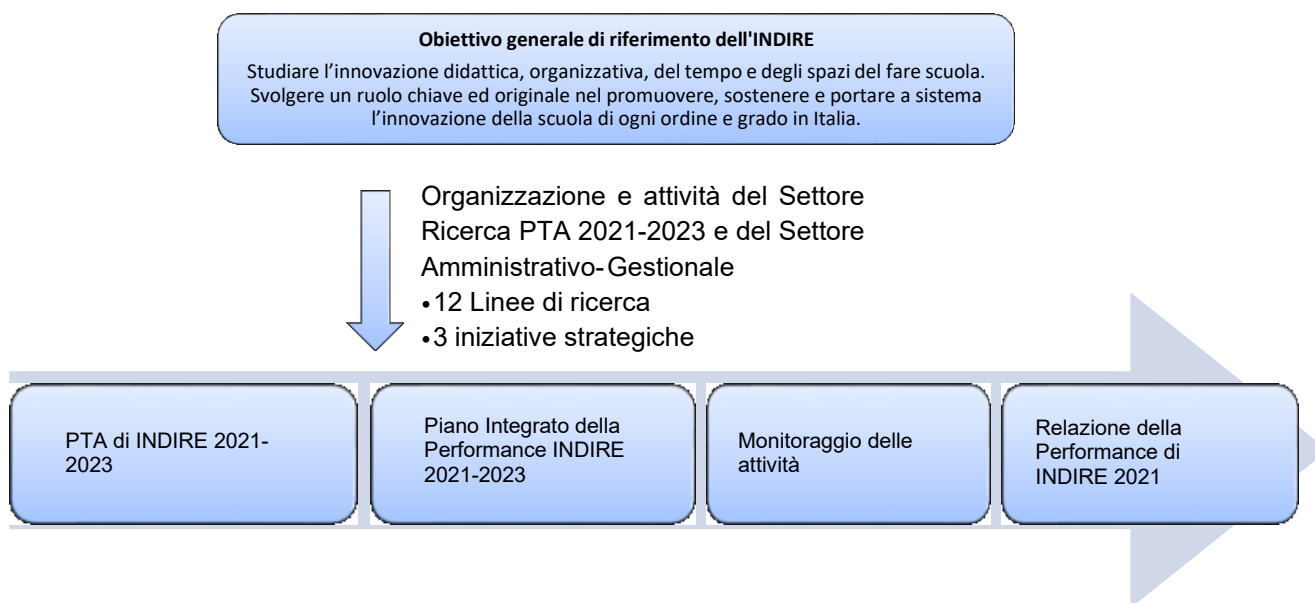 Obiettivo generale di riferimento dell'INDIRE
Studiare l’innovazione didattica, organizzativa, del tempo e degli spazi del fare scuola.
Svolgere un ruolo chiave ed originale nel promuovere, sostenere e portare a sistema
l’innovazione della scuola di ogni ordine e grado in Italia.
Organizzazione e attività del Settore
Ricerca PTA 2021-2023 e del Settore
Amministrativo-Gestionale
•12 Linee di ricerca
•3 iniziative strategiche
PTA di INDIRE 2021-
2023
Piano Integrato della
Performance INDIRE
2021-2023
Monitoraggio delle
attività
Relazione della
Performance di
INDIRE 2021